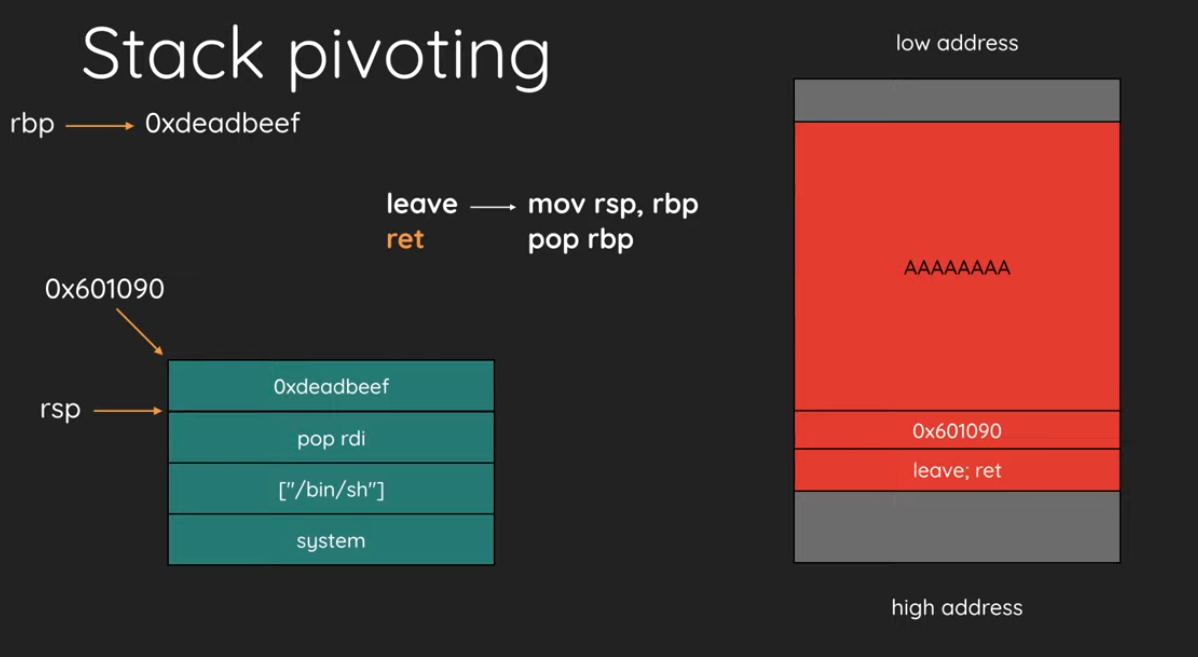 Stack pivoting
rbp
0xdeadbeef
leave
mov rsp, rbp
ret
pop rbp
0x601090
rsp
0xdeadbeef
pop rdi
["/bin/sh"]
system
low address
AAAAAAAA
0x601090
leave; ret
high address